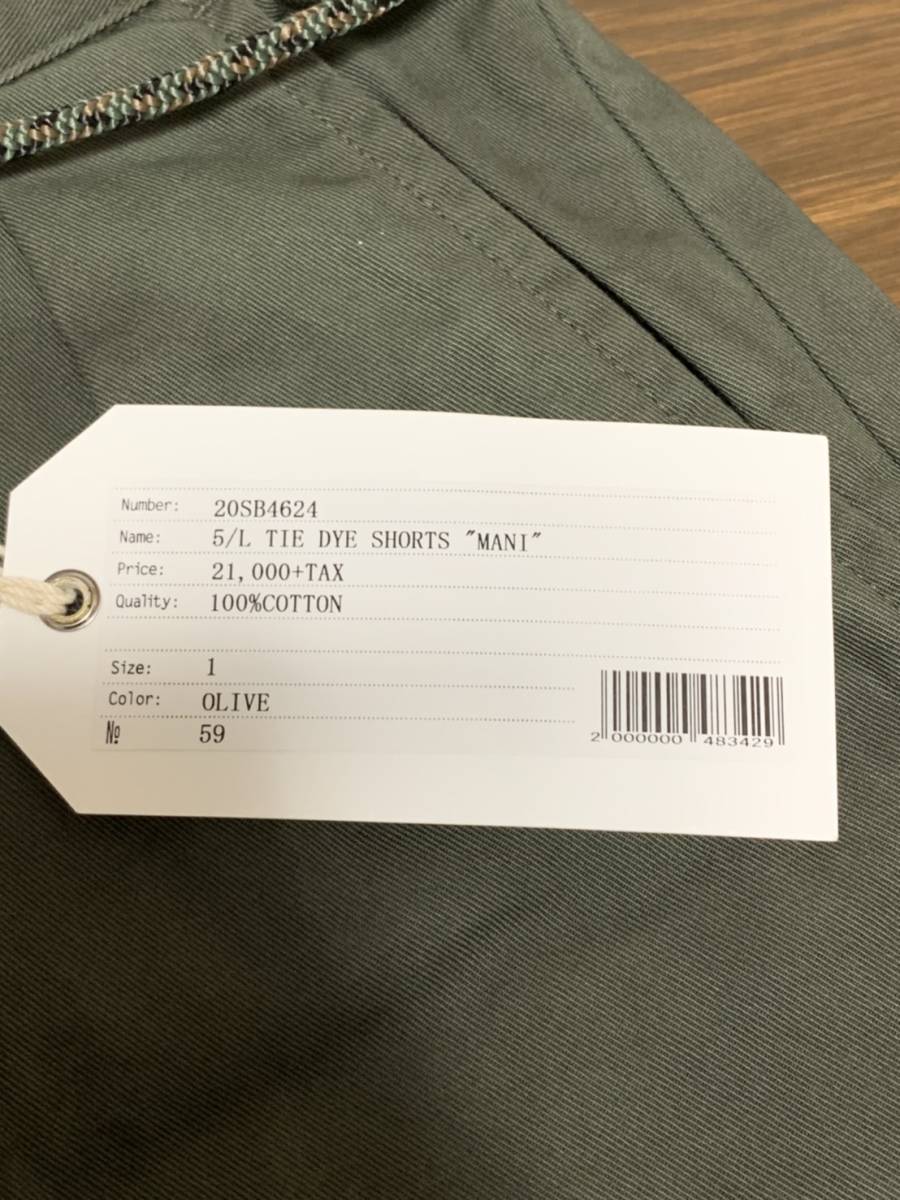 Number: 20SB4624
Name: 5/L TIE DYE SHORTS "MANI"
Price: 21,000+TAX
Quality: 100%COTTON
Size: 1
Color: OLIVE
№ 59
2 000000 483429